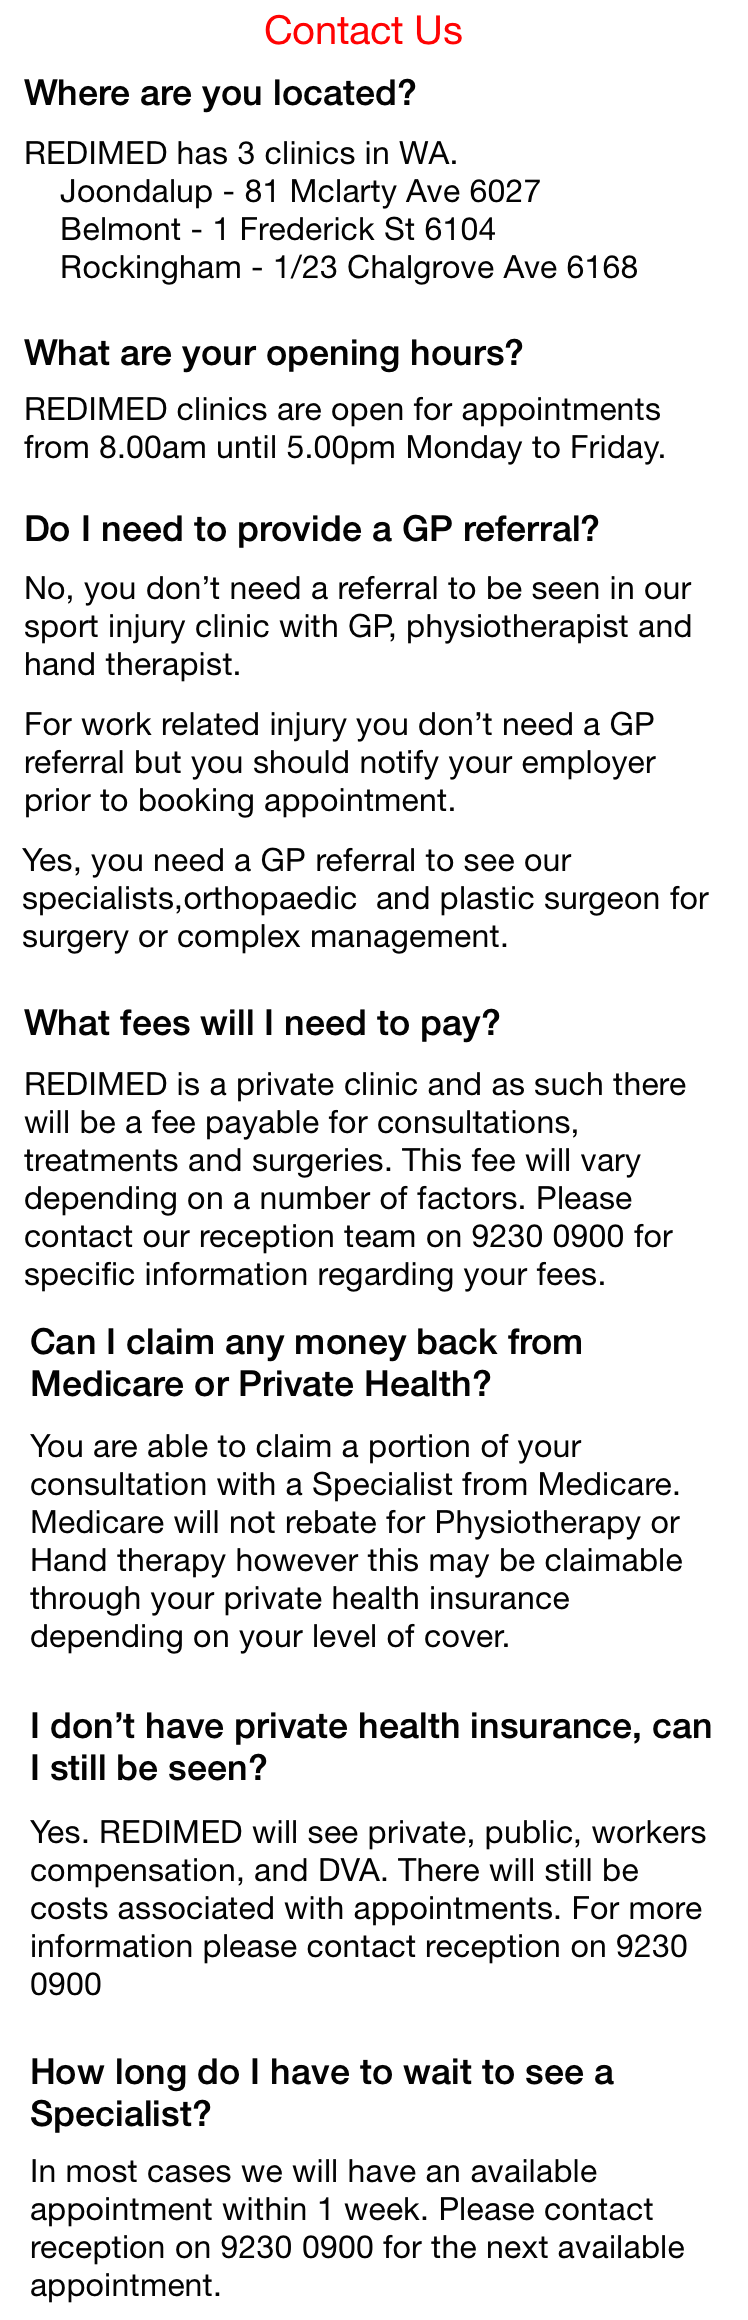 Contact Us
Where are you located?
REDIMED has 3 clinics in WA.
Joondalup - 81 Mclarty Ave 6027
Belmont - 1 Frederick St 6104
Rockingham - 1/23 Chalgrove Ave 6168
What are your opening hours?
REDIMED clinics are open for appointments
from 8.00am until 5.00pm Monday to Friday.
Do I need to provide a GP referral?
No, you don’t need a referral to be seen in our
sport injury clinic with GP, physiotherapist and
hand therapist.
For work related injury you don’t need a GP
referral but you should notify your employer
prior to booking appointment.
Yes, you need a GP referral to see our
specialists,orthopaedic  and plastic surgeon for
surgery or complex management.
What fees will I need to pay?
REDIMED is a private clinic and as such there
will be a fee payable for consultations,
treatments and surgeries. This fee will vary
depending on a number of factors. Please
contact our reception team on 9230 0900 for
specific information regarding your fees.
Can I claim any money back from
Medicare or Private Health?
You are able to claim a portion of your
consultation with a Specialist from Medicare.
Medicare will not rebate for Physiotherapy or
Hand therapy however this may be claimable
through your private health insurance
depending on your level of cover.
I don’t have private health insurance, can
I still be seen?
Yes. REDIMED will see private, public, workers
compensation, and DVA. There will still be
costs associated with appointments. For more
information please contact reception on 9230
0900
How long do I have to wait to see a
Specialist?
In most cases we will have an available
appointment within 1 week. Please contact
reception on 9230 0900 for the next available
appointment.